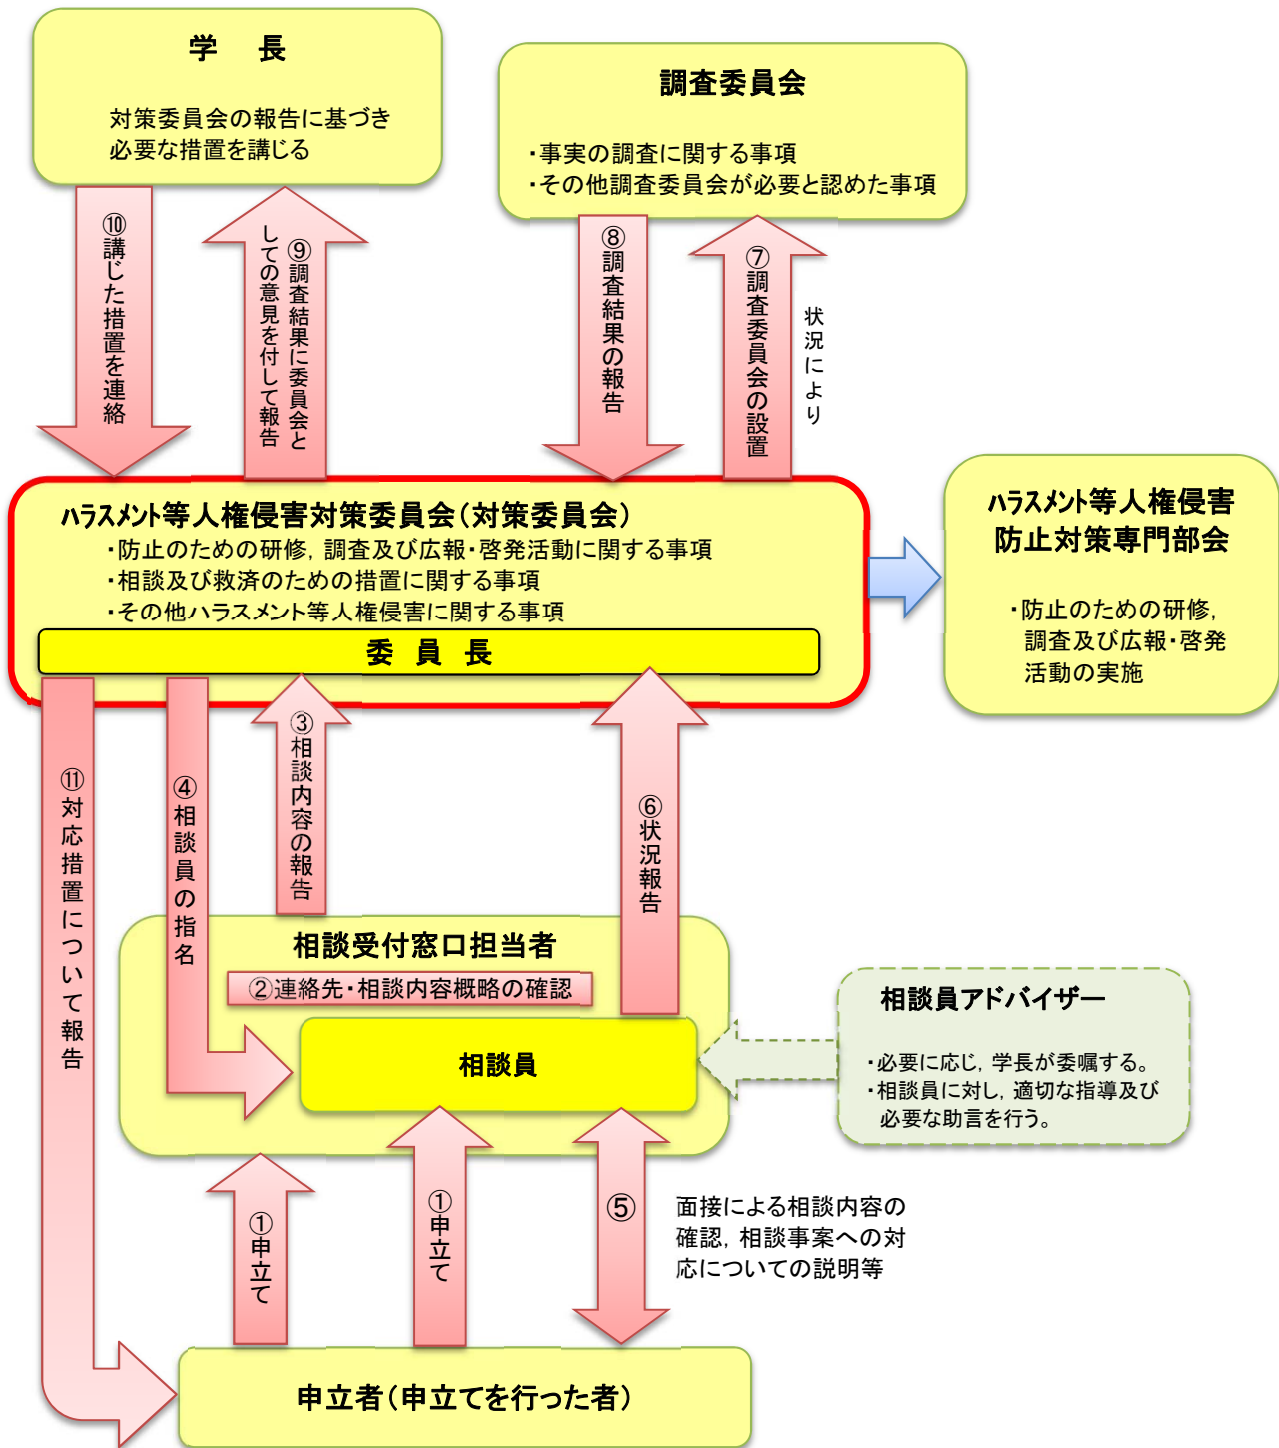 学　長
対策委員会の報告に基づき
必要な措置を講じる
調査委員会
・事実の調査に関する事項
・その他調査委員会が必要と認めた事項
⑩講じた措置を連絡
⑨調査結果に委員会と
しての意見を付して報告
⑧調査結果の報告
⑦調査委員会の設置
状況により
ハラスメント等人権侵害対策委員会（対策委員会）
・防止のための研修，調査及び広報・啓発活動に関する事項
・相談及び救済のための措置に関する事項
・その他ハラスメント等人権侵害に関する事項
委　員　長
ハラスメント等人権侵害
防止対策専門部会
・防止のための研修，
調査及び広報・啓発
活動の実施
⑪対応措置について報告
④相談員の指名
③相談内容の報告
⑥状況報告
相談受付窓口担当者
②連絡先・相談内容概略の確認
相談員
相談員アドバイザー
・必要に応じ，学長が委嘱する。
・相談員に対し，適切な指導及び
必要な助言を行う。
①申立て
①申立て
⑤
面接による相談内容の
確認，相談事案への対
応についての説明等
申立者（申立てを行った者）